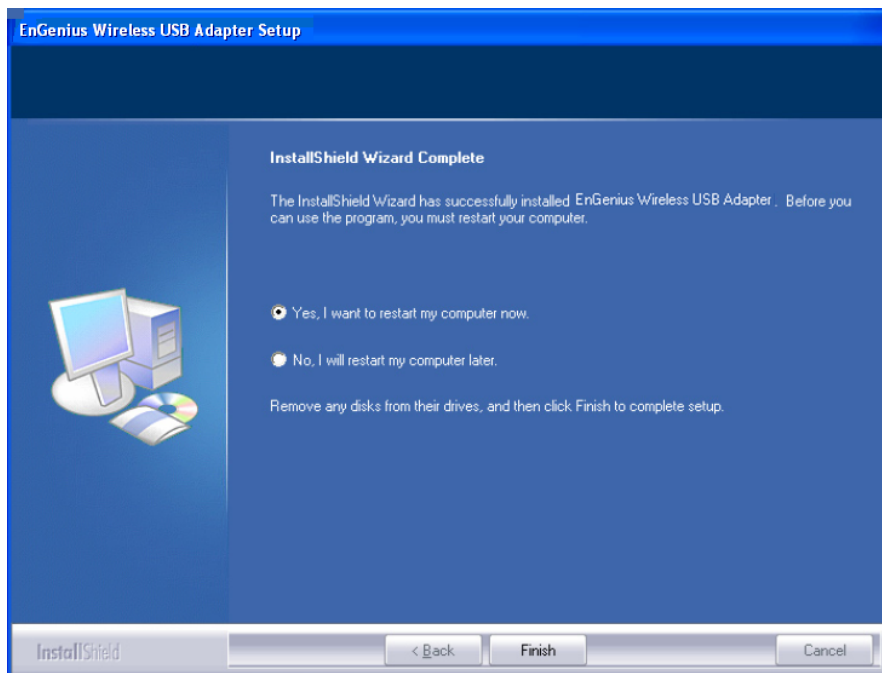 EnGenius Wireless USB Adapter Setup
InstallShield Wizard Complete
The InstallShield Wizard has successfully installed EnGenius Wireless USB Adapter . Before you
can use the program, you must restart your computer.
Yes, I want to restart my computer now.
No, I will restart my computer later.
Remove any disks from their drives, and then click Finish to complete setup.
InstallShield
< Back
Finish
Cancel